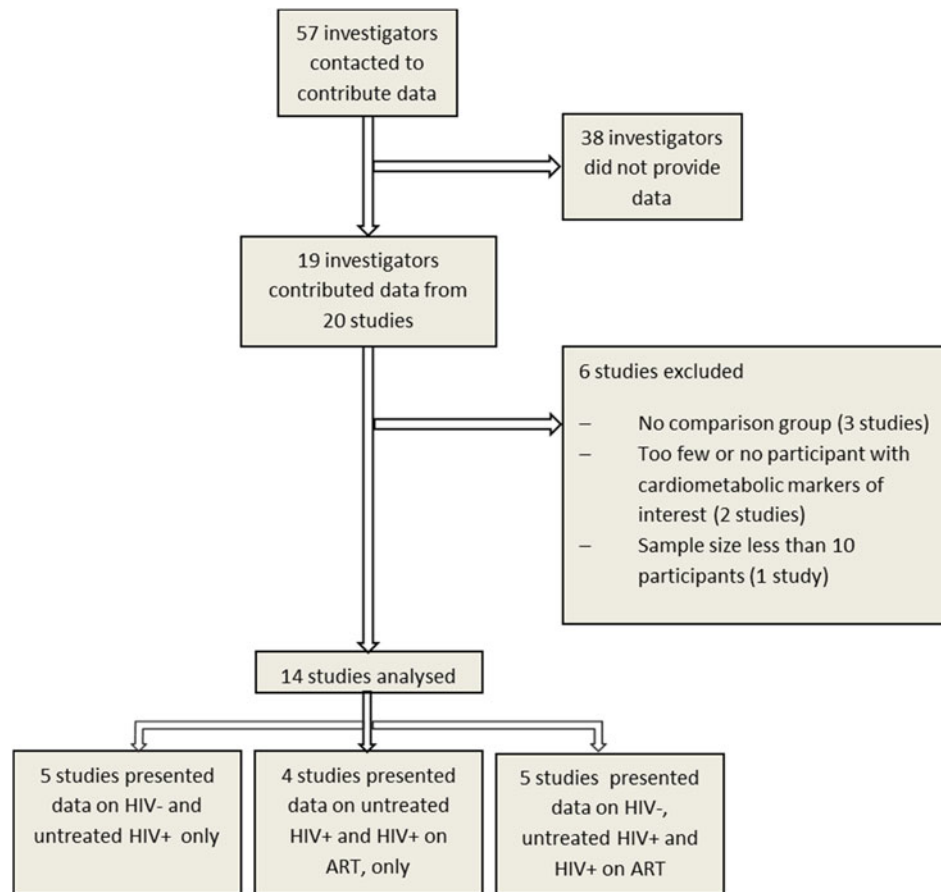 57 investigators
contacted to
contribute data
38 investigators
did not provide
data
19 investigators
contributed data from
20 studies
6 studies excluded
– No comparison group (3 studies)
– Too few or no participant with
cardiometabolic markers of
interest (2 studies)
– Sample size less than 10
participants (1 study)
14 studies analysed
5 studies presented
data on HIV- and
untreated HIV+ only
4 studies presented
data on untreated
HIV+ and HIV+ on
ART, only
5 studies presented
data on HIV-,
untreated HIV+ and
HIV+ on ART